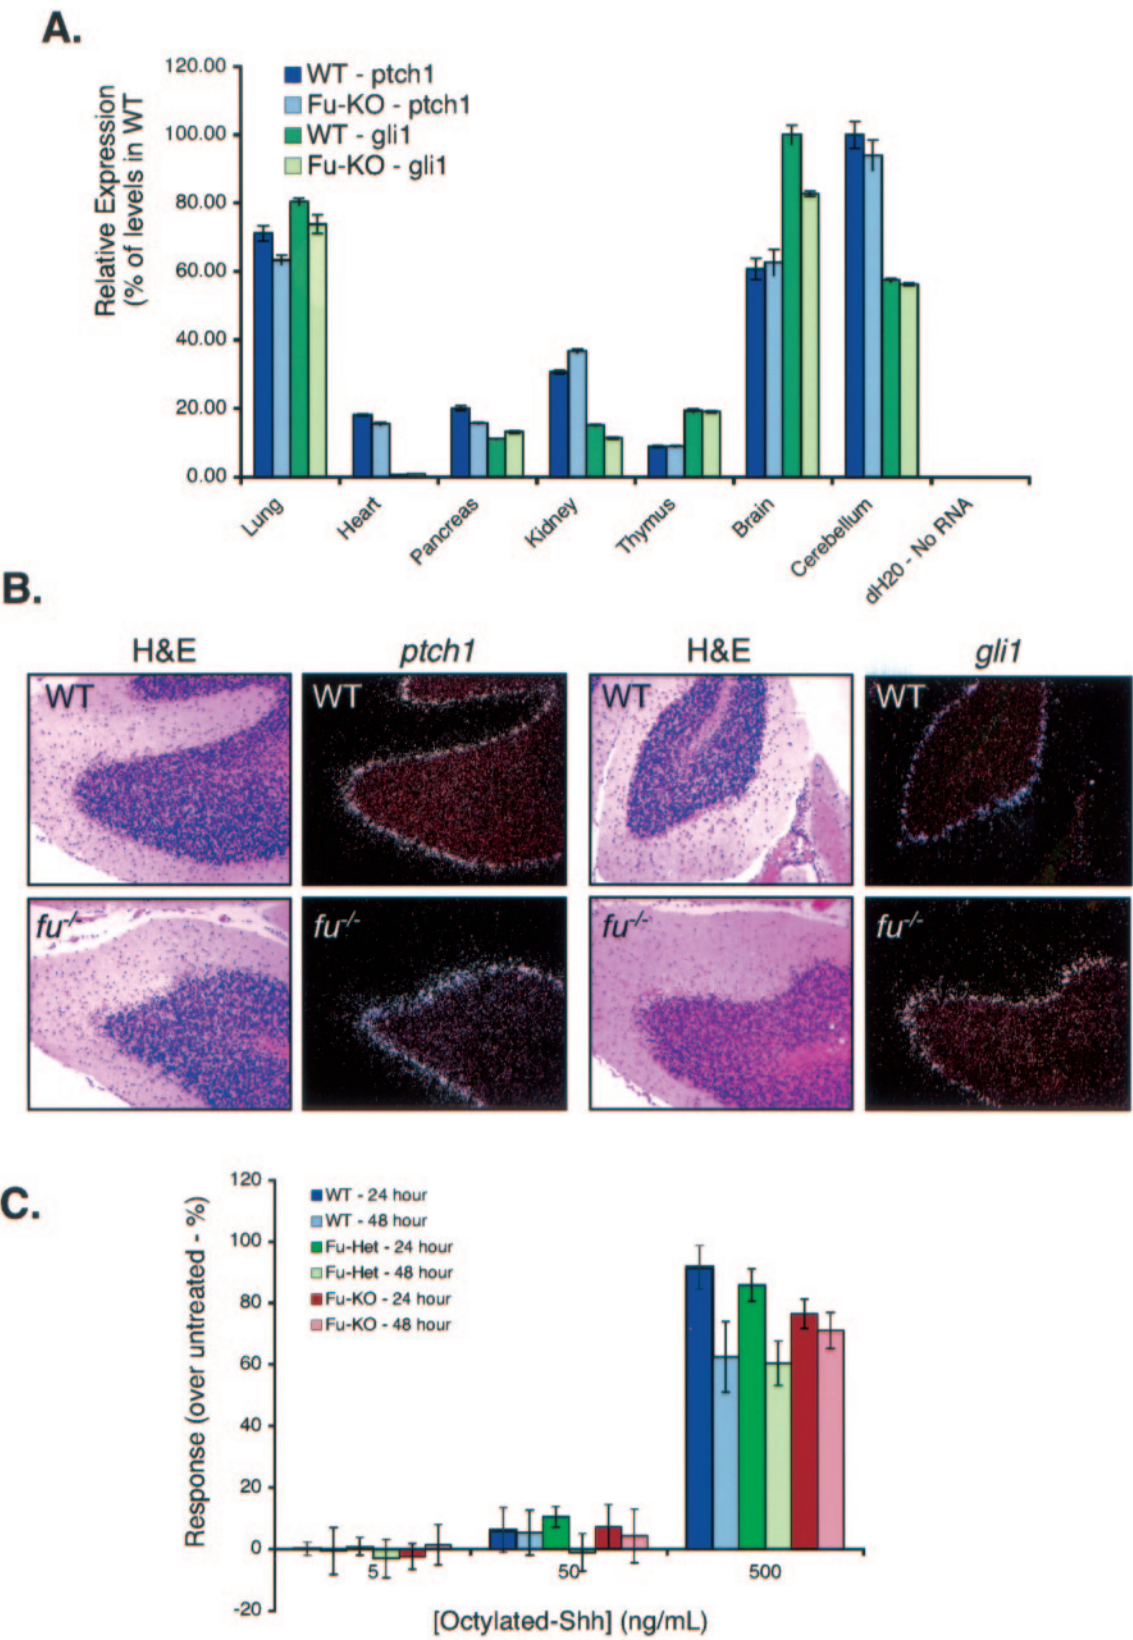 A.
Relative Expression
(% of levels in WT
120.00
100.00
80.00
60.00
40.00
20.00
0.00
WT - ptch1
Fu-KO - ptch1
WT - gli1
Fu-KO - gli1
Lung
Heart
Pancreas
Kidney
Thymus
Brain
Cerebellum
dH20 - No RNA
B.
H&E
ptch1
H&E
gli1
WT
WT
WT
WT
fu-/-
fu-/-
fu-/-
fu-/-
C.
Response (over untreated - %)
120
100
80
60
40
20
0
-20
WT - 24 hour
WT - 48 hour
Fu-Het - 24 hour
Fu-Het - 48 hour
Fu-KO - 24 hour
Fu-KO - 48 hour
5
50
500
[Octylated-Shh] (ng/mL)